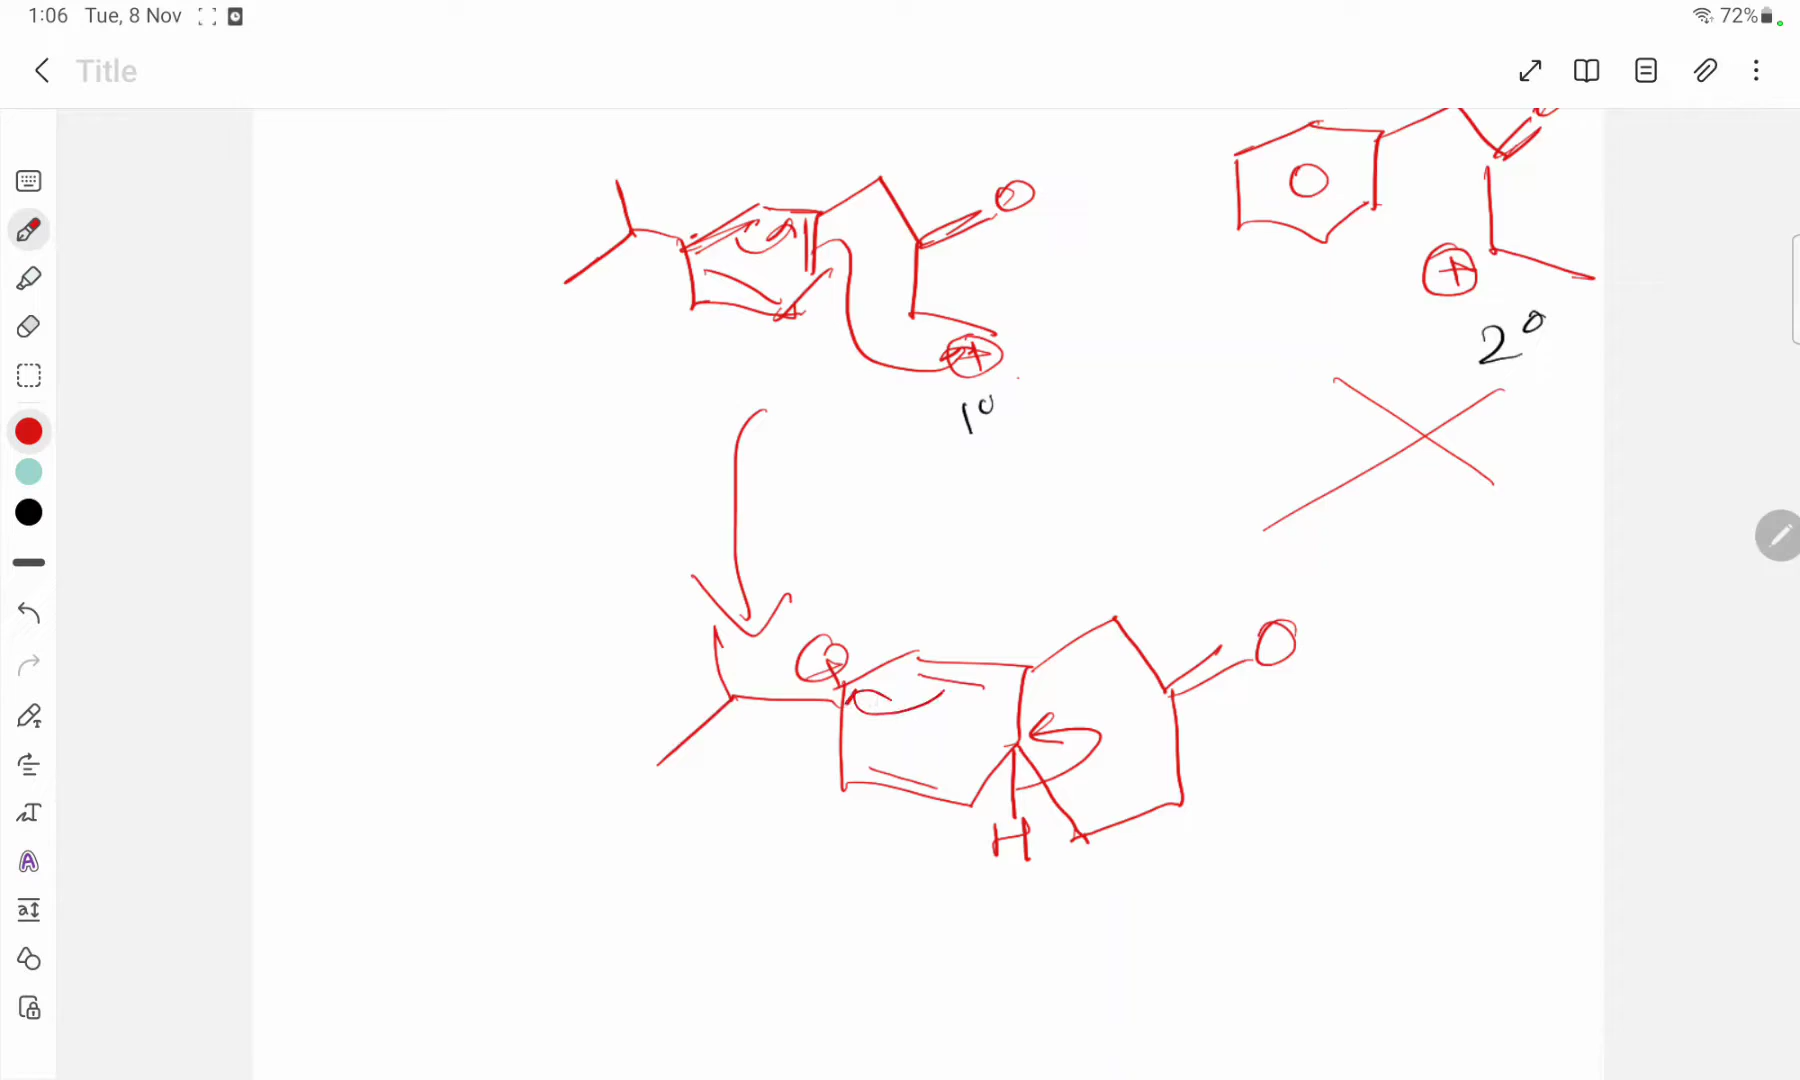 1:06 Tue, 8 Nov
72%
Title
O
⊕
2°
⊕
1°
⊕
O
H